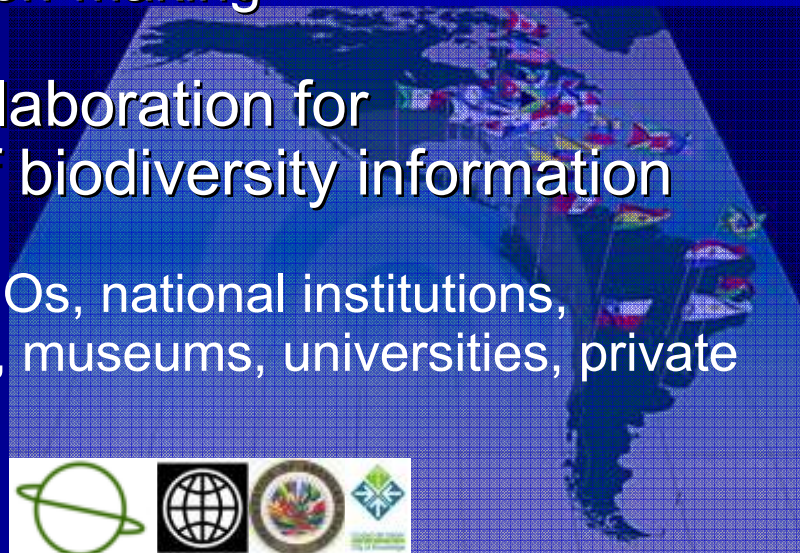 laboration for
biodiversity information
Os, national institutions,
, museums, universities, private